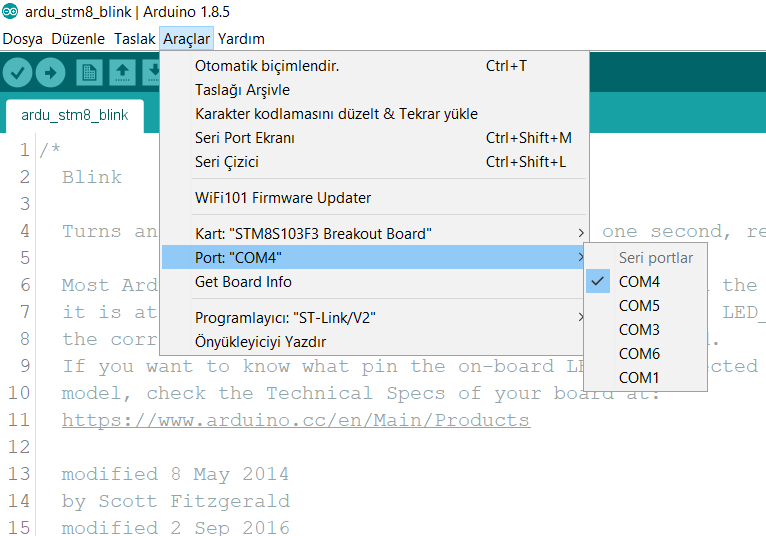 ardu_stm8_blink | Arduino 1.8.5
Dosya Düzenle Taslak Araçlar Yardım
Otomatik biçimlendir. Ctrl+T
Taslağı Arşivle
Karakter kodlamasını düzelt & Tekrar yükle
Seri Port Ekranı Ctrl+Shift+M
Seri Çizici Ctrl+Shift+L
WiFi101 Firmware Updater
Kart: "STM8S103F3 Breakout Board"
Port: "COM4"
Get Board Info
Programlayıcı: "ST-Link/V2"
Önyükleyiciyi Yazdır
Seri portlar
COM4
COM5
COM3
COM6
COM1
ardu_stm8_blink
1 /*
2 Blink
3
4 Turns an one second, re
5
6 Most Ard the
7 it is at LED_
8 the corr
9 If you want to know what pin the on-board LE ected
10 model, check the Technical Specs of your board at:
11 https://www.arduino.cc/en/Main/Products
12
13 modified 8 May 2014
14 by Scott Fitzgerald
15 modified 2 Sep 2016